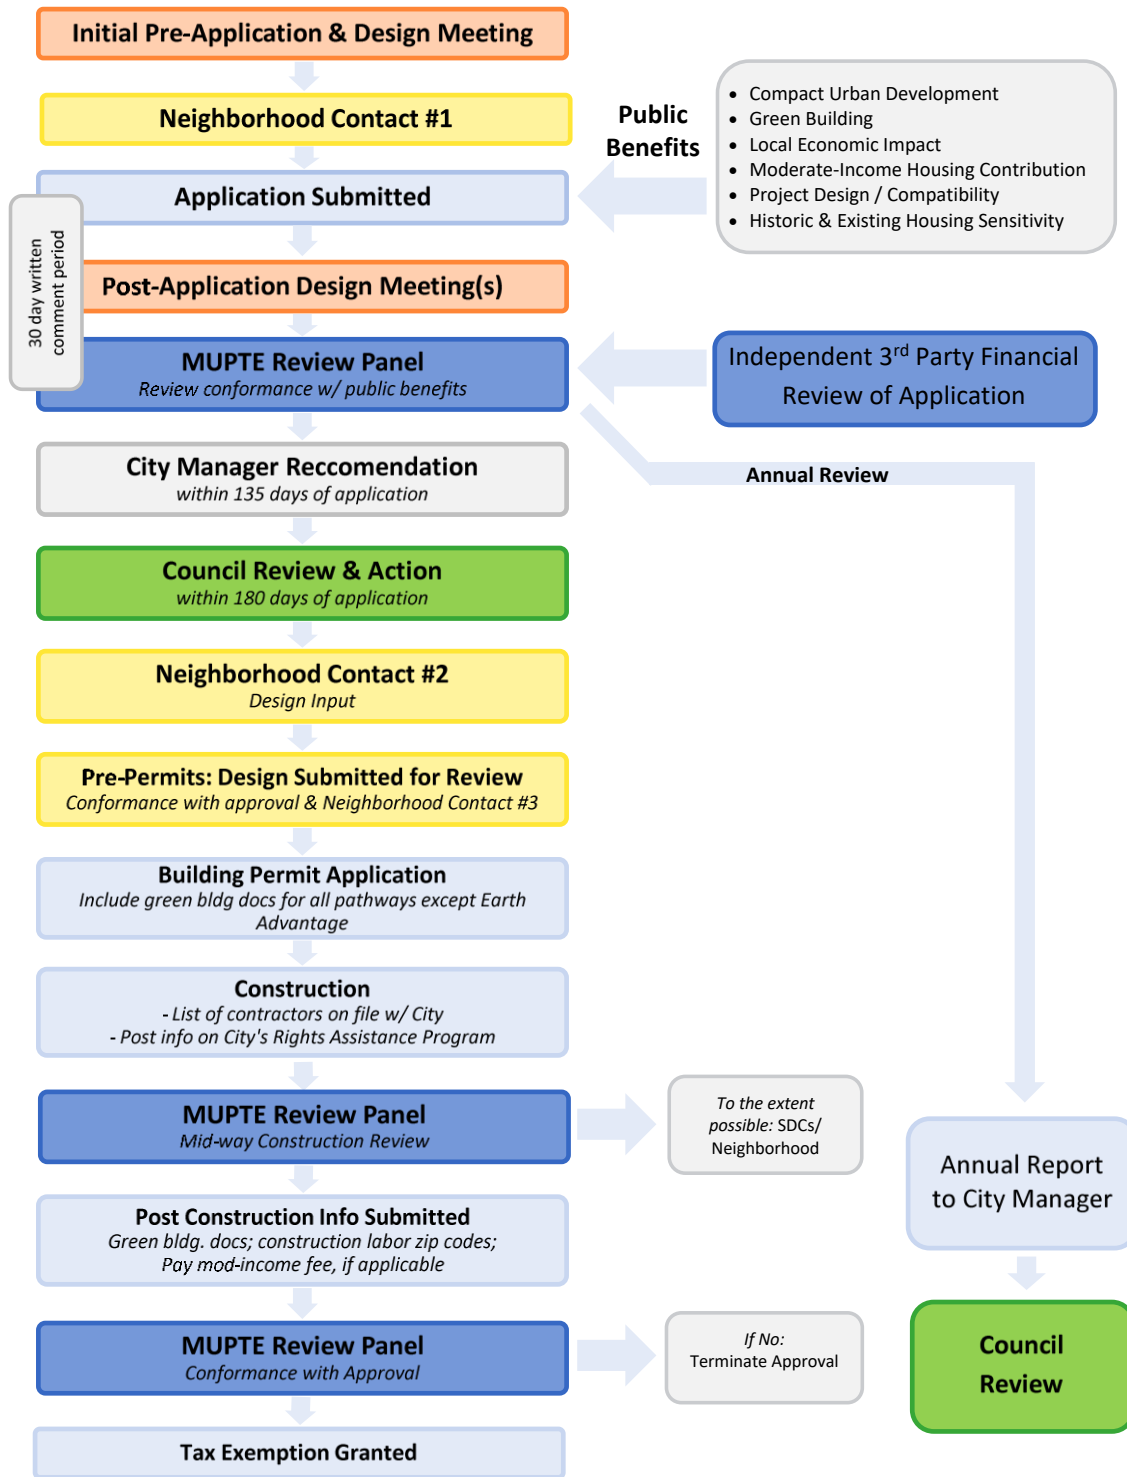 Initial Pre-Application & Design Meeting
Neighborhood Contact #1
Public
Benefits
• Compact Urban Development
• Green Building
• Local Economic Impact
• Moderate-Income Housing Contribution
• Project Design / Compatibility
• Historic & Existing Housing Sensitivity
Application Submitted
30 day written
comment period
Post-Application Design Meeting(s)
MUPTE Review Panel
Review conformance w/ public benefits
Independent 3rd Party Financial
Review of Application
City Manager Reccomendation
within 135 days of application
Annual Review
Council Review & Action
within 180 days of application
Neighborhood Contact #2
Design Input
Pre-Permits: Design Submitted for Review
Conformance with approval & Neighborhood Contact #3
Building Permit Application
Include green bldg docs for all pathways except Earth
Advantage
Construction
- List of contractors on file w/ City
- Post info on City's Rights Assistance Program
MUPTE Review Panel
Mid-way Construction Review
To the extent
possible: SDCs/
Neighborhood
Annual Report
to City Manager
Post Construction Info Submitted
Green bldg. docs; construction labor zip codes;
Pay mod-income fee, if applicable
MUPTE Review Panel
Conformance with Approval
If No:
Terminate Approval
Council
Review
Tax Exemption Granted